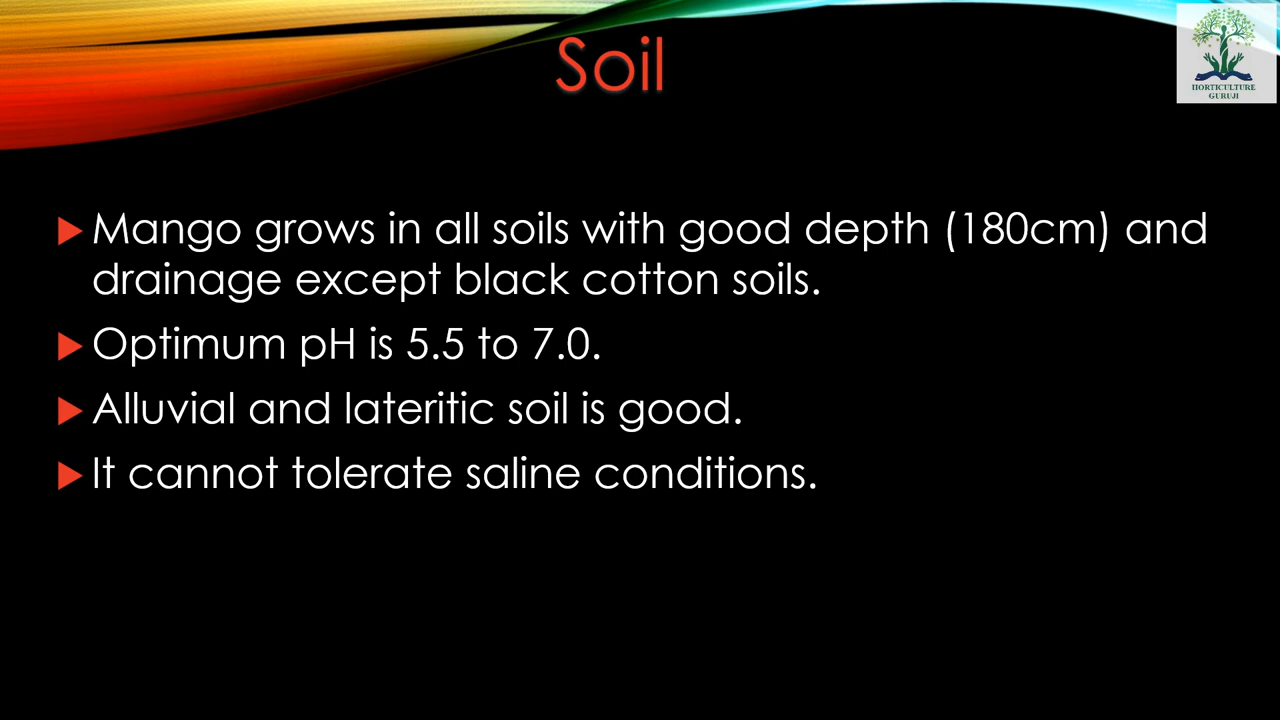 Soil
HORTICULTURE
GURUJI
Mango grows in all soils with good depth (180cm) and
drainage except black cotton soils.
Optimum pH is 5.5 to 7.0.
Alluvial and lateritic soil is good.
It cannot tolerate saline conditions.